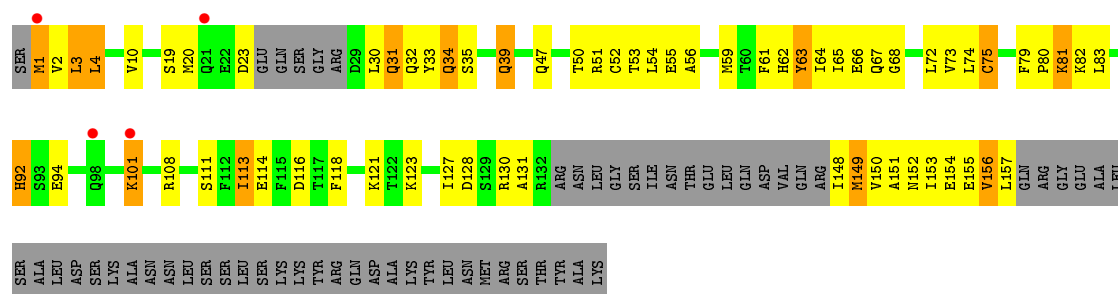 SER M1 V2 L3 L4 V10 S19 M20 Q21 E22 D23 GLU GLN SER GLY ARG D29 L30 Q31 Q32 Y33 Q34 S35 Q39 Q47 T50 R51 C52 T53 L54 E55 A56 M59 T60 F61 H62 Y63 I64 I65 E66 Q67 G68 L72 V73 L74 C75 F79 P80 K81 K82 L83
H92 S93 E94 Q98 K101 R108 S111 F112 I113 E114 F115 D116 T117 F118 K121 T122 K123 I127 D128 S129 R130 A131 R132 ARG ASN LEU GLY SER ILE ASN THR GLU LEU GLN ASP VAL GLN ARG I148 M149 V150 A151 N152 I153 E154 E155 V156 L157 GLN ARG GLY GLU ALA LEU
SER ALA LEU ASP SER LYS ALA ASN ASN LEU SER SER LEU SER LYS LYS TYR ARG GLN ASP ALA LYS TYR LEU ASN MET ARG SER THR TYR ALA LYS